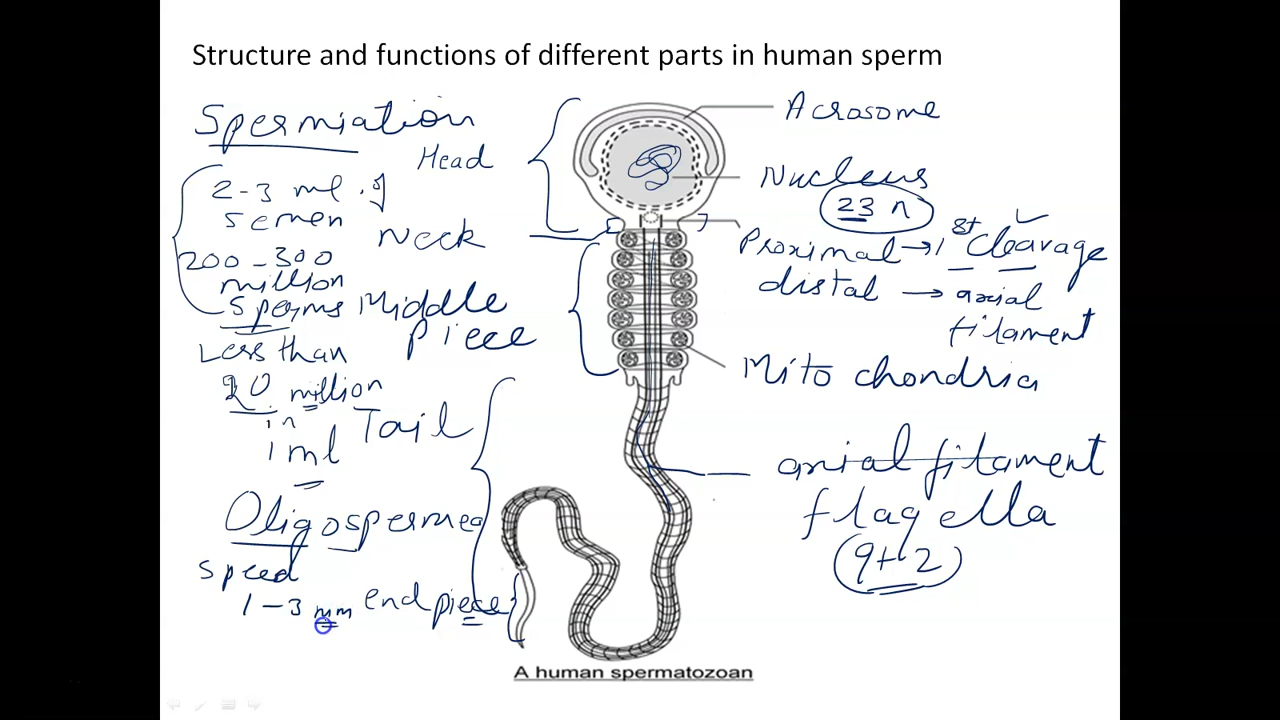 Structure and functions of different parts in human sperm
Spermiation
Head
2-3 ml of
semen
Neck
200-300
million
sperms
Middle
Piece
Less than
20 million
in
1 ml
Tail
Oligospermea
Speed
1-3 mm
end piece
Acrosome
Nucleus
23 n
Proximal → 1st cleavage
distal → axial
filament
Mitochondria
axial filament
flagella
9+2
A human spermatozoan